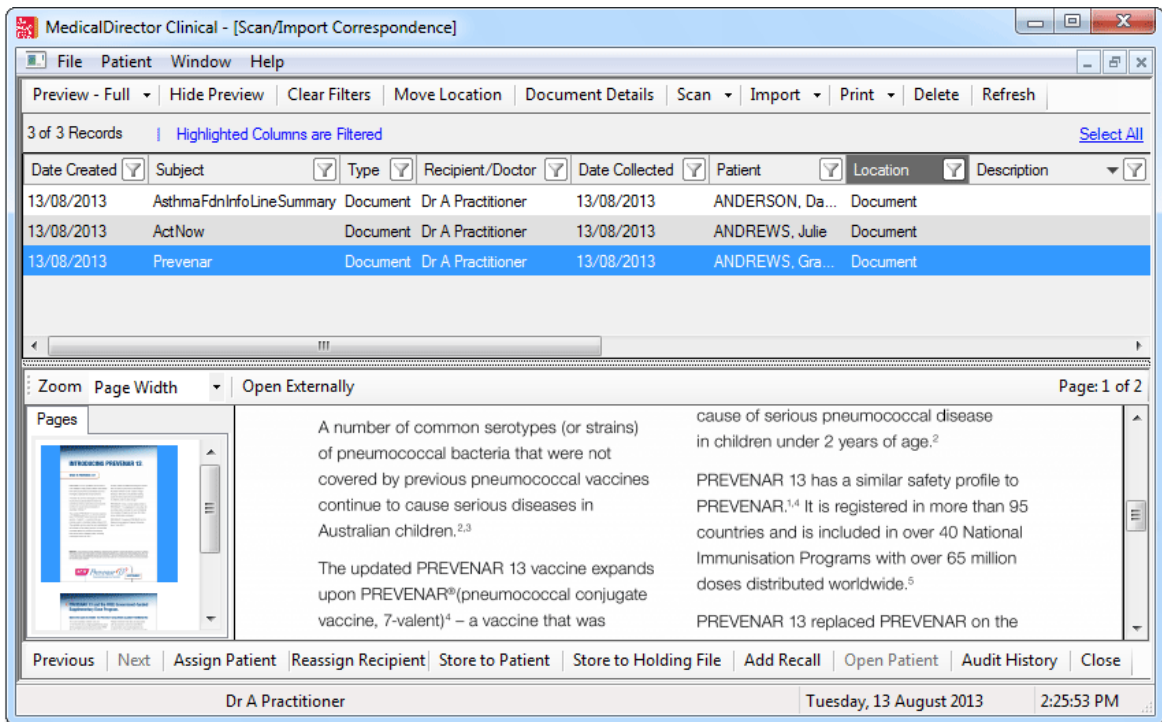 MedicalDirector Clinical - [Scan/Import Correspondence]
File Patient Window Help
Preview - Full Hide Preview Clear Filters Move Location Document Details Scan Import Print Delete Refresh
3 of 3 Records | Highlighted Columns are Filtered Select All
Date Created Subject Type Recipient/Doctor Date Collected Patient Location Description
13/08/2013 AsthmaFdnInfoLineSummary Document Dr A Practitioner 13/08/2013 ANDERSON, Da... Document
13/08/2013 ActNow Document Dr A Practitioner 13/08/2013 ANDREWS, Julie Document
13/08/2013 Prevenar Document Dr A Practitioner 13/08/2013 ANDREWS, Gra... Document
Zoom Page Width Open Externally Page: 1 of 2
Pages
INTRODUCING PREVENAR 13
A number of common serotypes (or strains)
of pneumococcal bacteria that were not
covered by previous pneumococcal vaccines
continue to cause serious diseases in
Australian children.2,3
The updated PREVENAR 13 vaccine expands
upon PREVENAR®(pneumococcal conjugate
vaccine, 7-valent)4 – a vaccine that was
cause of serious pneumococcal disease
in children under 2 years of age.2
PREVENAR 13 has a similar safety profile to
PREVENAR.1,4 It is registered in more than 95
countries and is included in over 40 National
Immunisation Programs with over 65 million
doses distributed worldwide.5
PREVENAR 13 replaced PREVENAR on the
Previous Next Assign Patient Reassign Recipient Store to Patient Store to Holding File Add Recall Open Patient Audit History Close
Dr A Practitioner Tuesday, 13 August 2013 2:25:53 PM